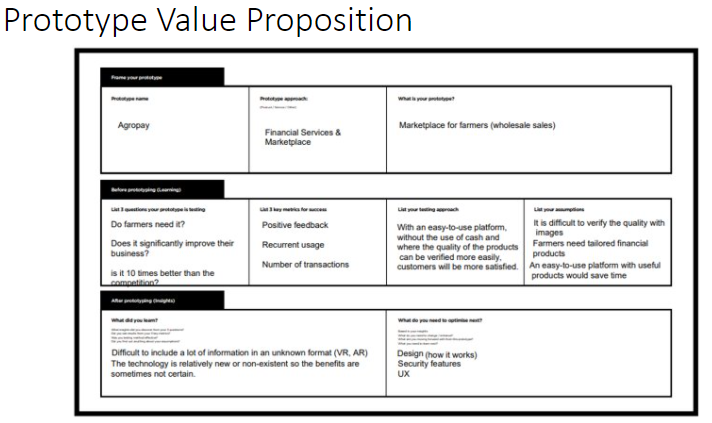 Prototype Value Proposition
Frame your prototype
Prototype name
Agropay
Prototype approach:
Financial Services &
Marketplace
What is your prototype?
Marketplace for farmers (wholesale sales)
Before prototyping (Learning)
List 3 questions your prototype is testing
Do farmers need it?
Does it significantly improve their
business?
is it 10 times better than the
competition?
List 3 key metrics for success
Positive feedback
Recurrent usage
Number of transactions
List your testing approach
With an easy-to-use platform,
without the use of cash and
where the quality of the products
can be verified more easily,
customers will be more satisfied.
List your assumptions
It is difficult to verify the quality with
images
Farmers need tailored financial
products
An easy-to-use platform with useful
products would save time
After prototyping (Insights)
What did you learn?
Difficult to include a lot of information in an unknown format (VR, AR)
The technology is relatively new or non-existent so the benefits are
sometimes not certain.
What do you need to optimise next?
Design (how it works)
Security features
UX